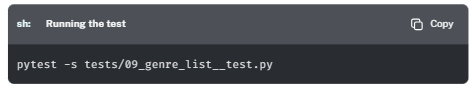 sh: Running the test Copy
pytest -s tests/09_genre_list__test.py